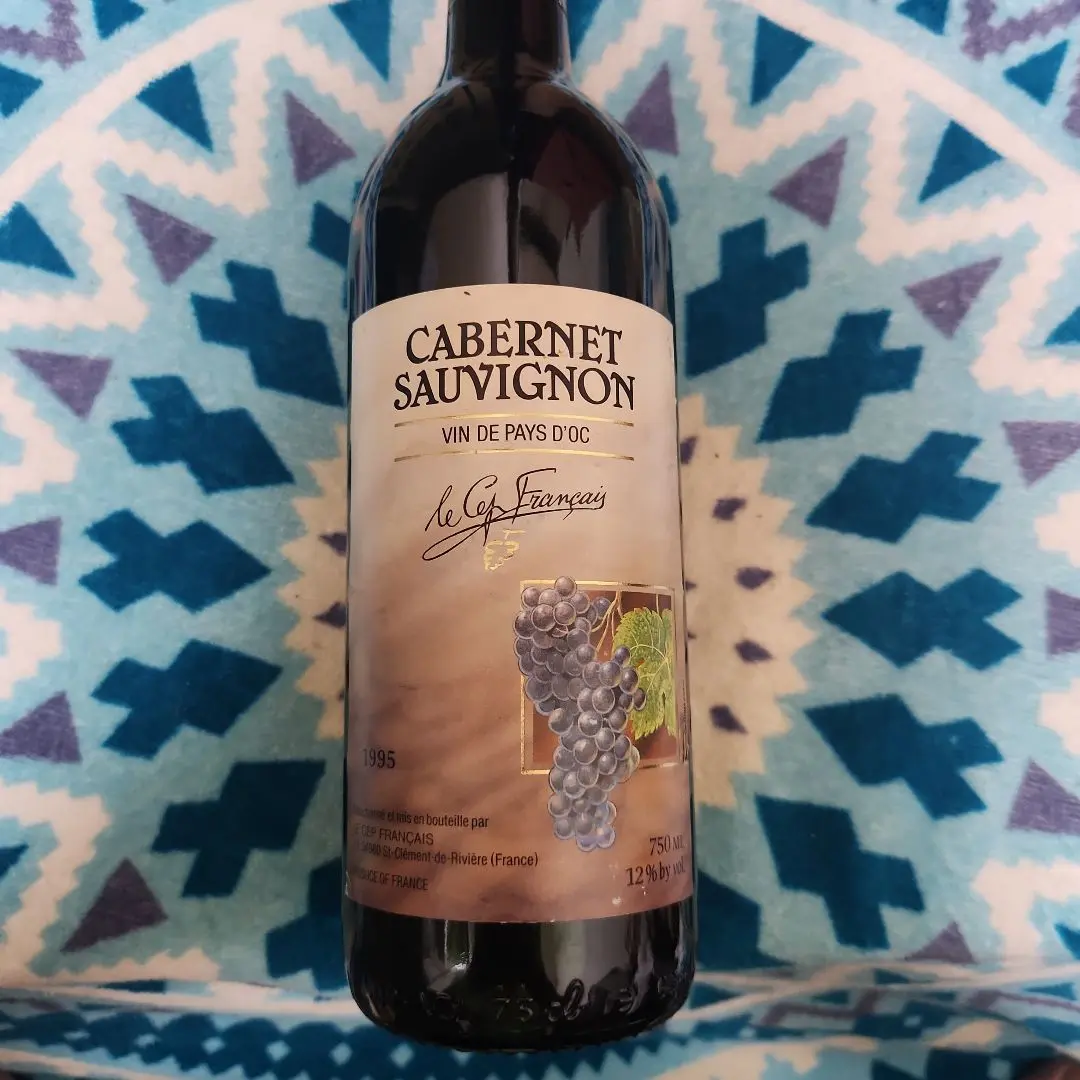 CABERNET
SAUVIGNON
VIN DE PAYS D'OC
le Cep Français
1995
et mis en bouteille par
CEP FRANÇAIS
St-Clément-de-Rivière (France)
OF FRANCE
750
12% by vol